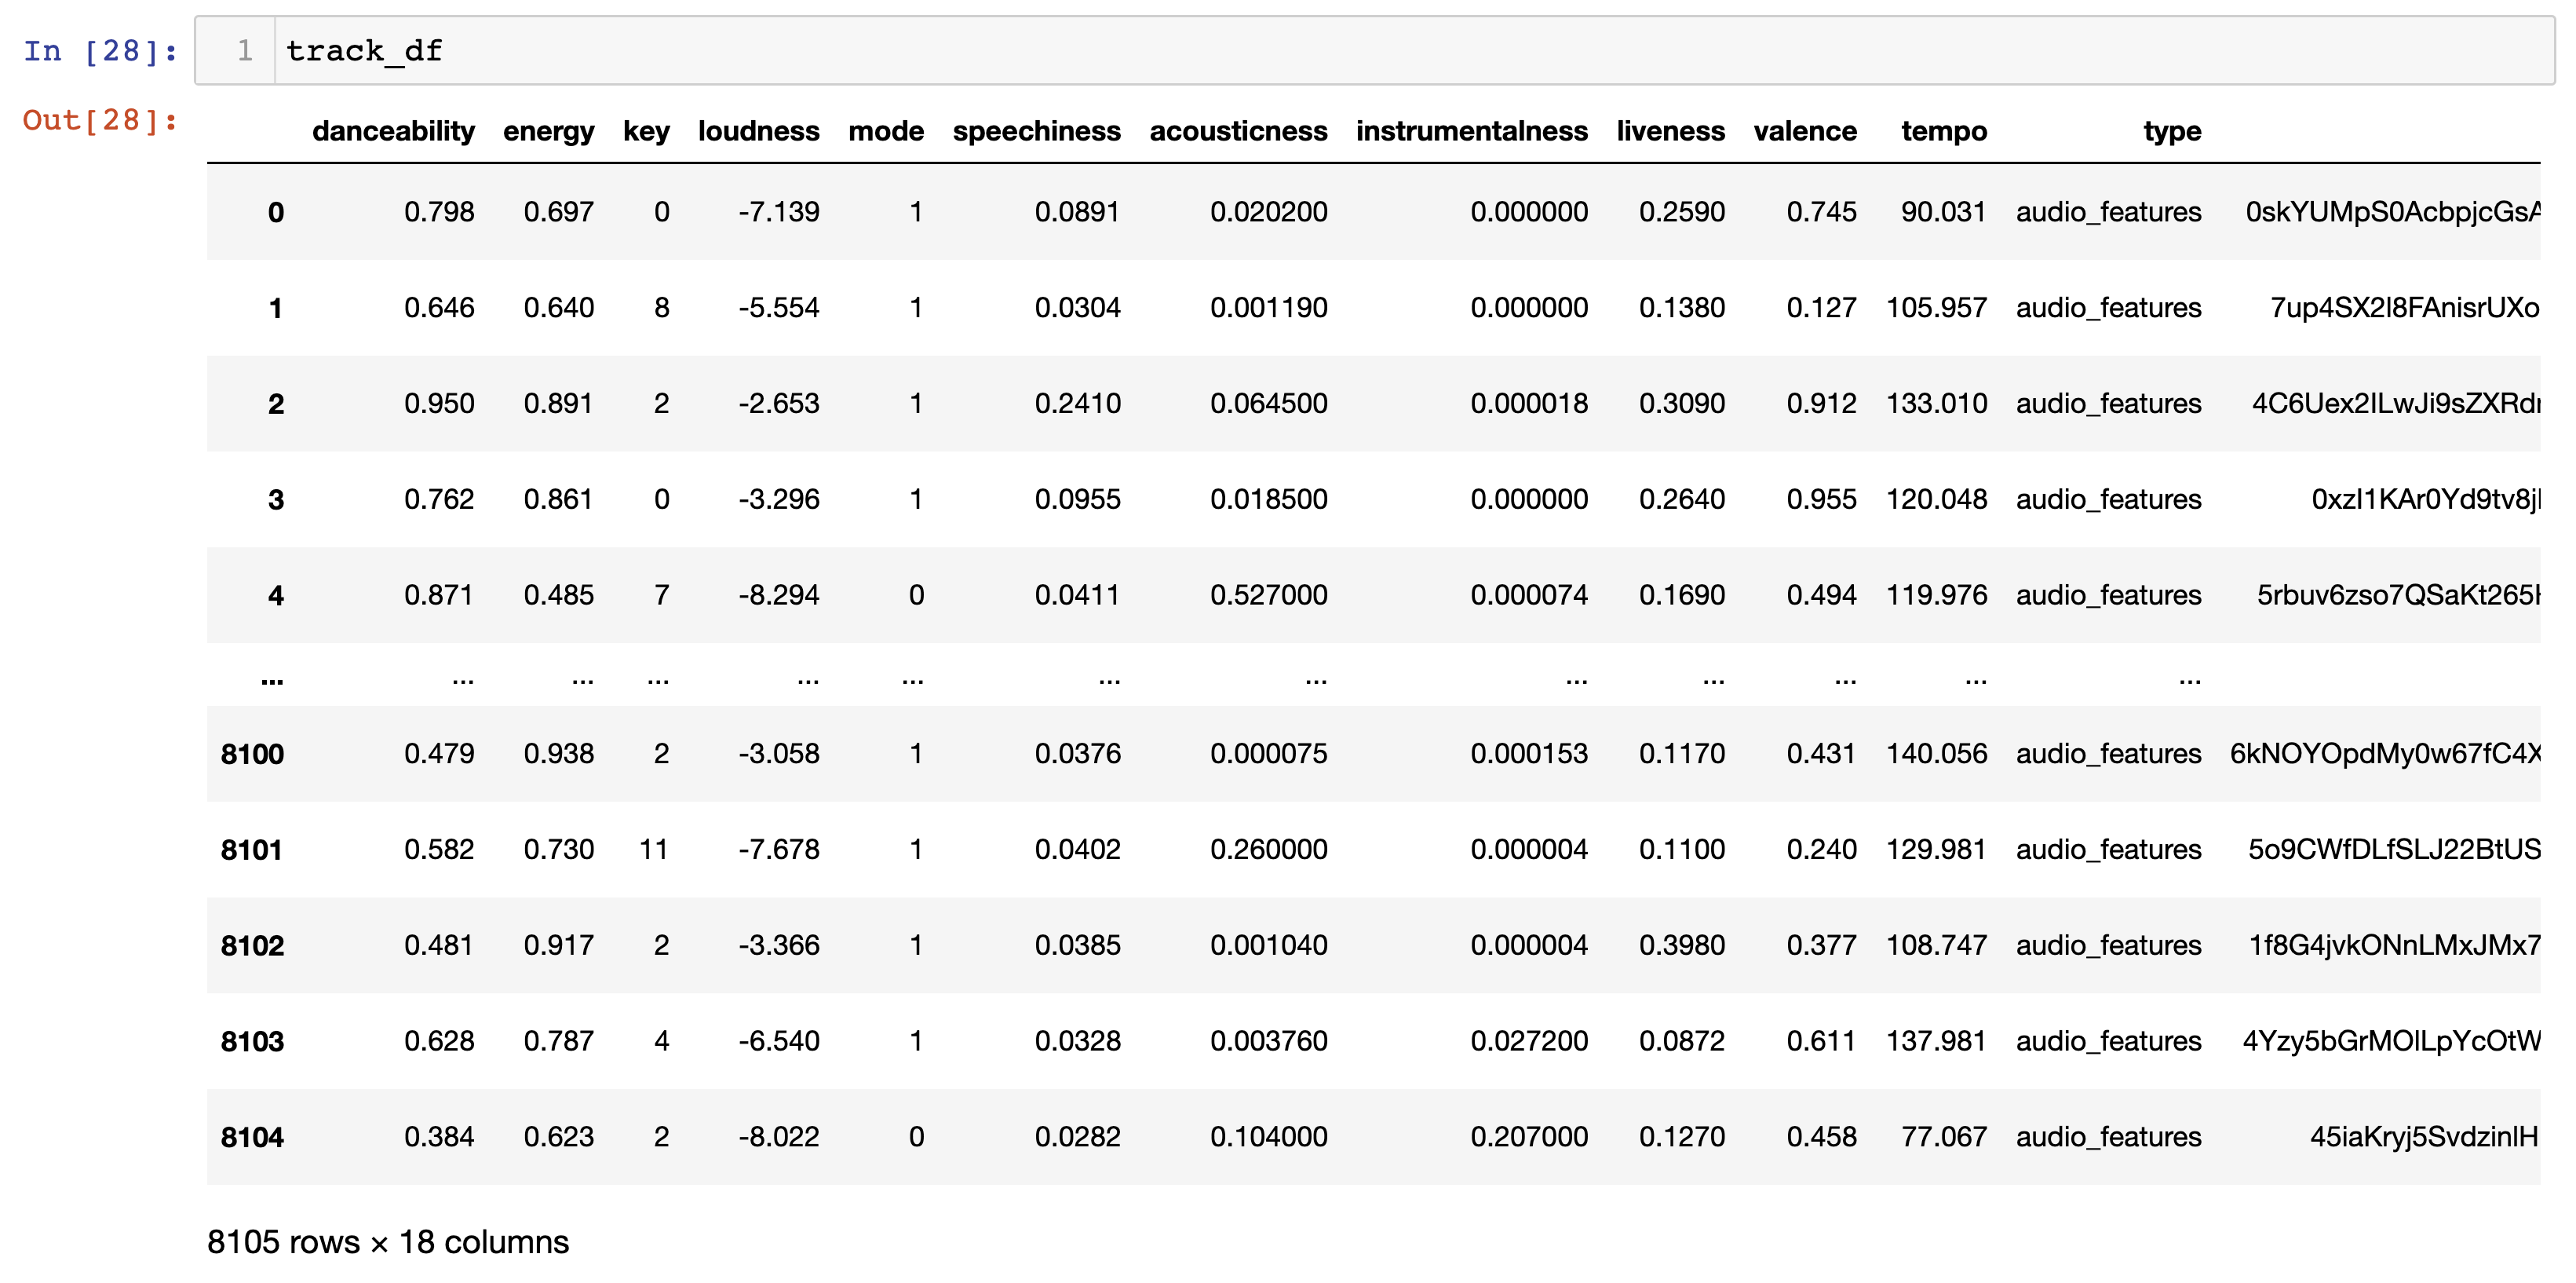 In [28]: 1 track_df
Out[28]:
danceability energy key loudness mode speechiness acousticness instrumentalness liveness valence tempo type
0 0.798 0.697 0 -7.139 1 0.0891 0.020200 0.000000 0.2590 0.745 90.031 audio_features 0skYUMpS0AcbpjcGsA
1 0.646 0.640 8 -5.554 1 0.0304 0.001190 0.000000 0.1380 0.127 105.957 audio_features 7up4SX2l8FAnisrUXo
2 0.950 0.891 2 -2.653 1 0.2410 0.064500 0.000018 0.3090 0.912 133.010 audio_features 4C6Uex2ILwJi9sZXRd
3 0.762 0.861 0 -3.296 1 0.0955 0.018500 0.000000 0.2640 0.955 120.048 audio_features 0xzI1KAr0Yd9tv8j
4 0.871 0.485 7 -8.294 0 0.0411 0.527000 0.000074 0.1690 0.494 119.976 audio_features 5rbuv6zso7QSaKt265
... ... ... ... ... ... ... ... ... ... ... ... ...
8100 0.479 0.938 2 -3.058 1 0.0376 0.000075 0.000153 0.1170 0.431 140.056 audio_features 6kNOYOpdMy0w67fC4X
8101 0.582 0.730 11 -7.678 1 0.0402 0.260000 0.000004 0.1100 0.240 129.981 audio_features 5o9CWfDLfSLJ22BtUS
8102 0.481 0.917 2 -3.366 1 0.0385 0.001040 0.000004 0.3980 0.377 108.747 audio_features 1f8G4jvkONnLMxJMx7
8103 0.628 0.787 4 -6.540 1 0.0328 0.003760 0.027200 0.0872 0.611 137.981 audio_features 4Yzy5bGrMOlLpYcOtW
8104 0.384 0.623 2 -8.022 0 0.0282 0.104000 0.207000 0.1270 0.458 77.067 audio_features 45iaKryj5SvdzinlH
8105 rows × 18 columns